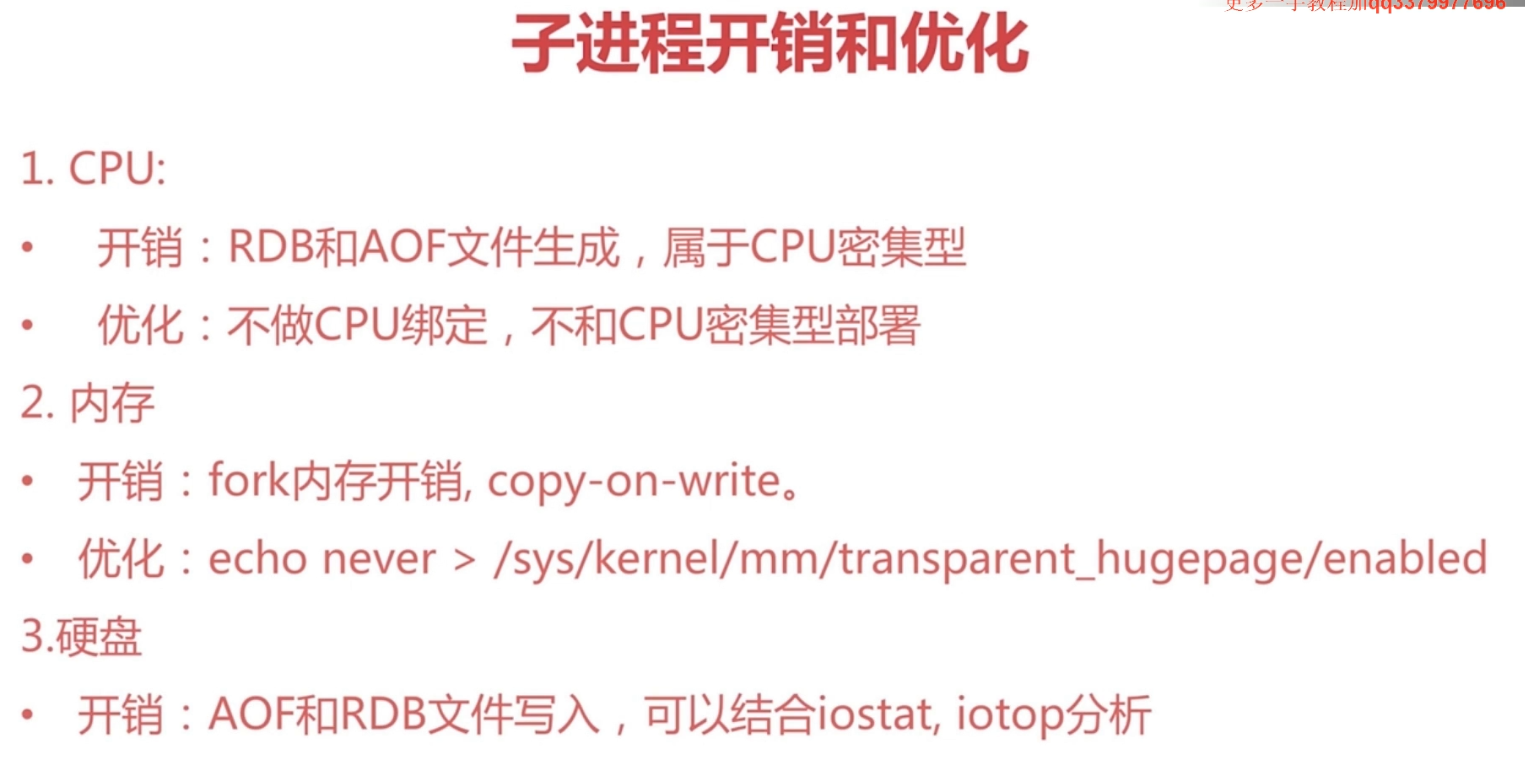 更多一手教程加qq3379977696
子进程开销和优化
1. CPU:
• 开销：RDB和AOF文件生成，属于CPU密集型
• 优化：不做CPU绑定，不和CPU密集型部署
2. 内存
• 开销：fork内存开销, copy-on-write。
• 优化：echo never > /sys/kernel/mm/transparent_hugepage/enabled
3.硬盘
• 开销：AOF和RDB文件写入，可以结合iostat, iotop分析